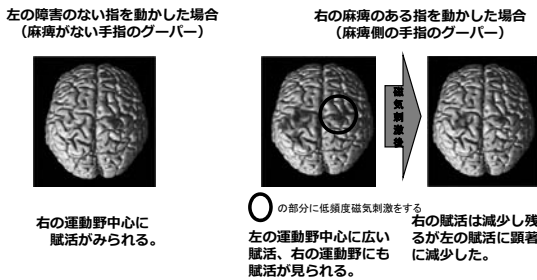 左の障害のない指を動かした場合
（麻痺がない手指のグーパー）
右の麻痺のある指を動かした場合
（麻痺側の手指のグーパー）
磁気刺激後
の部分に低頻度磁気刺激をする
右の運動野中心に
賦活がみられる。
左の運動野中心に広い
賦活、右の運動野にも
賦活が見られる。
右の賦活は減少し残
るが左の賦活に顕著
に減少した。